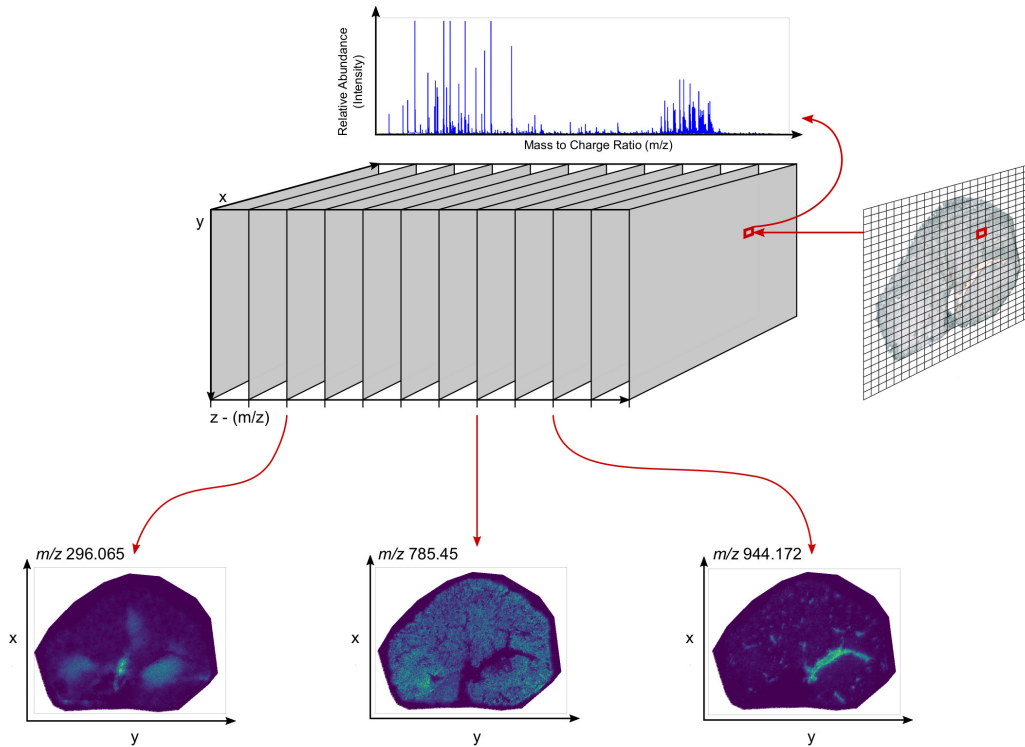 Relative Abundance
(Intensity)
Mass to Charge Ratio (m/z)
x
y
z - (m/z)
m/z 296.065
m/z 785.45
m/z 944.172
x
x
x
y
y
y